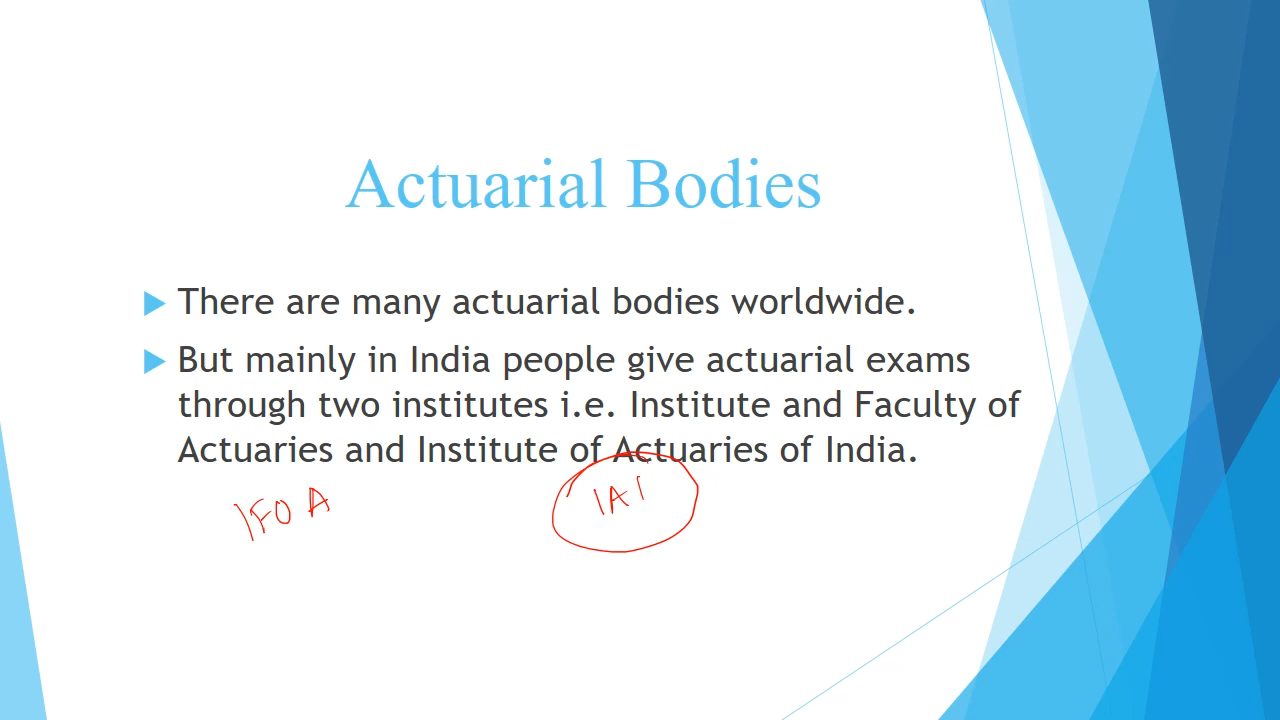 Actuarial Bodies
There are many actuarial bodies worldwide.
But mainly in India people give actuarial exams
through two institutes i.e. Institute and Faculty of
Actuaries and Institute of Actuaries of India.
IFOA
IAI